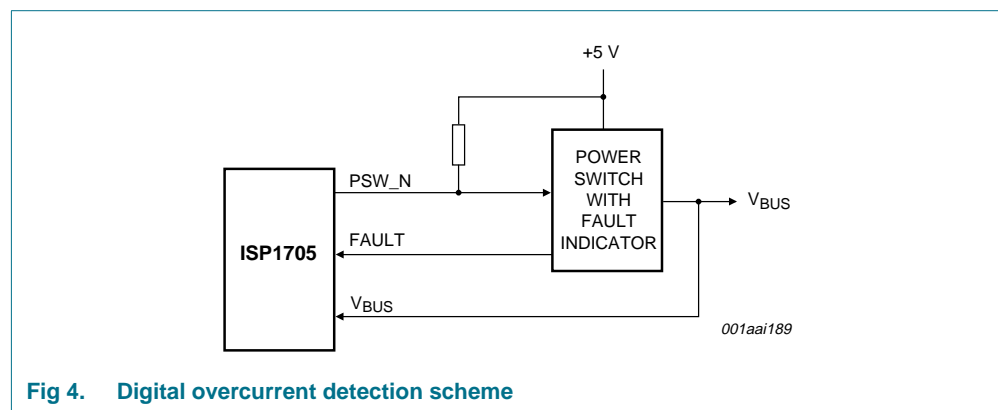 +5 V
POWER
SWITCH
WITH
FAULT
INDICATOR
PSW_N
ISP1705
FAULT
VBUS
VBUS
001aai189
Fig 4. Digital overcurrent detection scheme